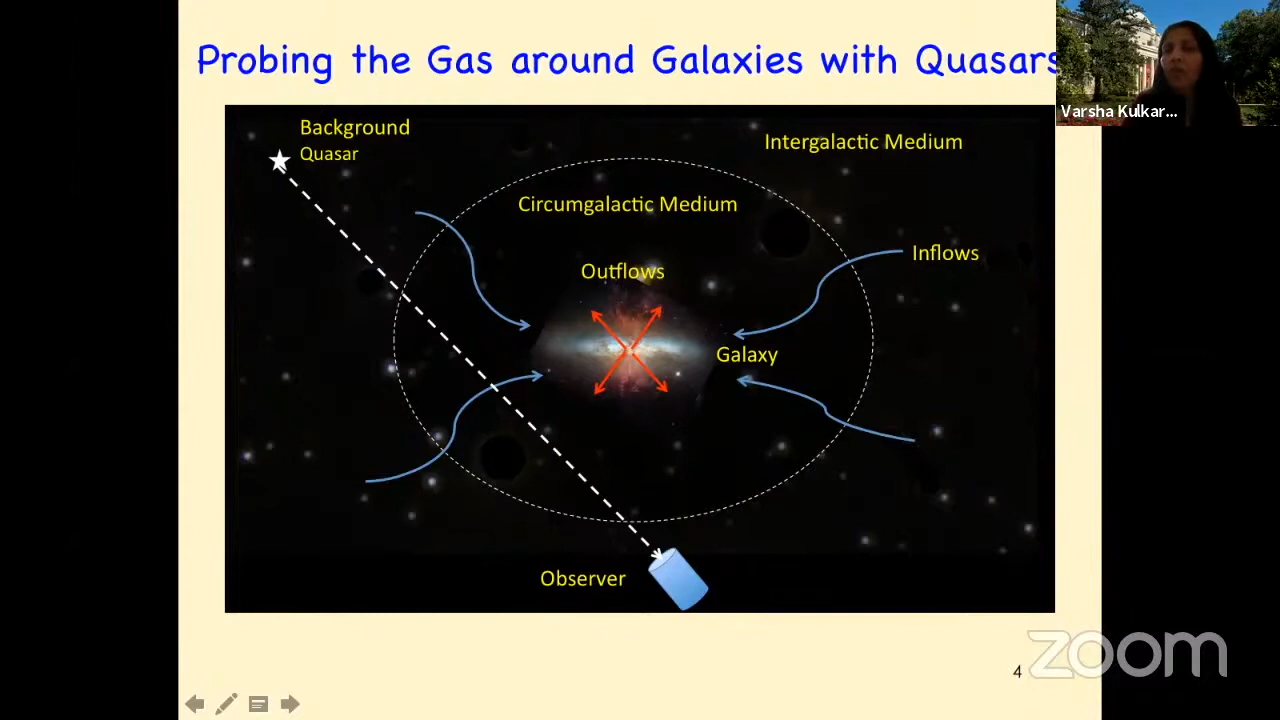 Probing the Gas around Galaxies with Quasars
Varsha Kulkar...
Background
Quasar
Intergalactic Medium
Circumgalactic Medium
Outflows
Inflows
Galaxy
Observer
4
zoom